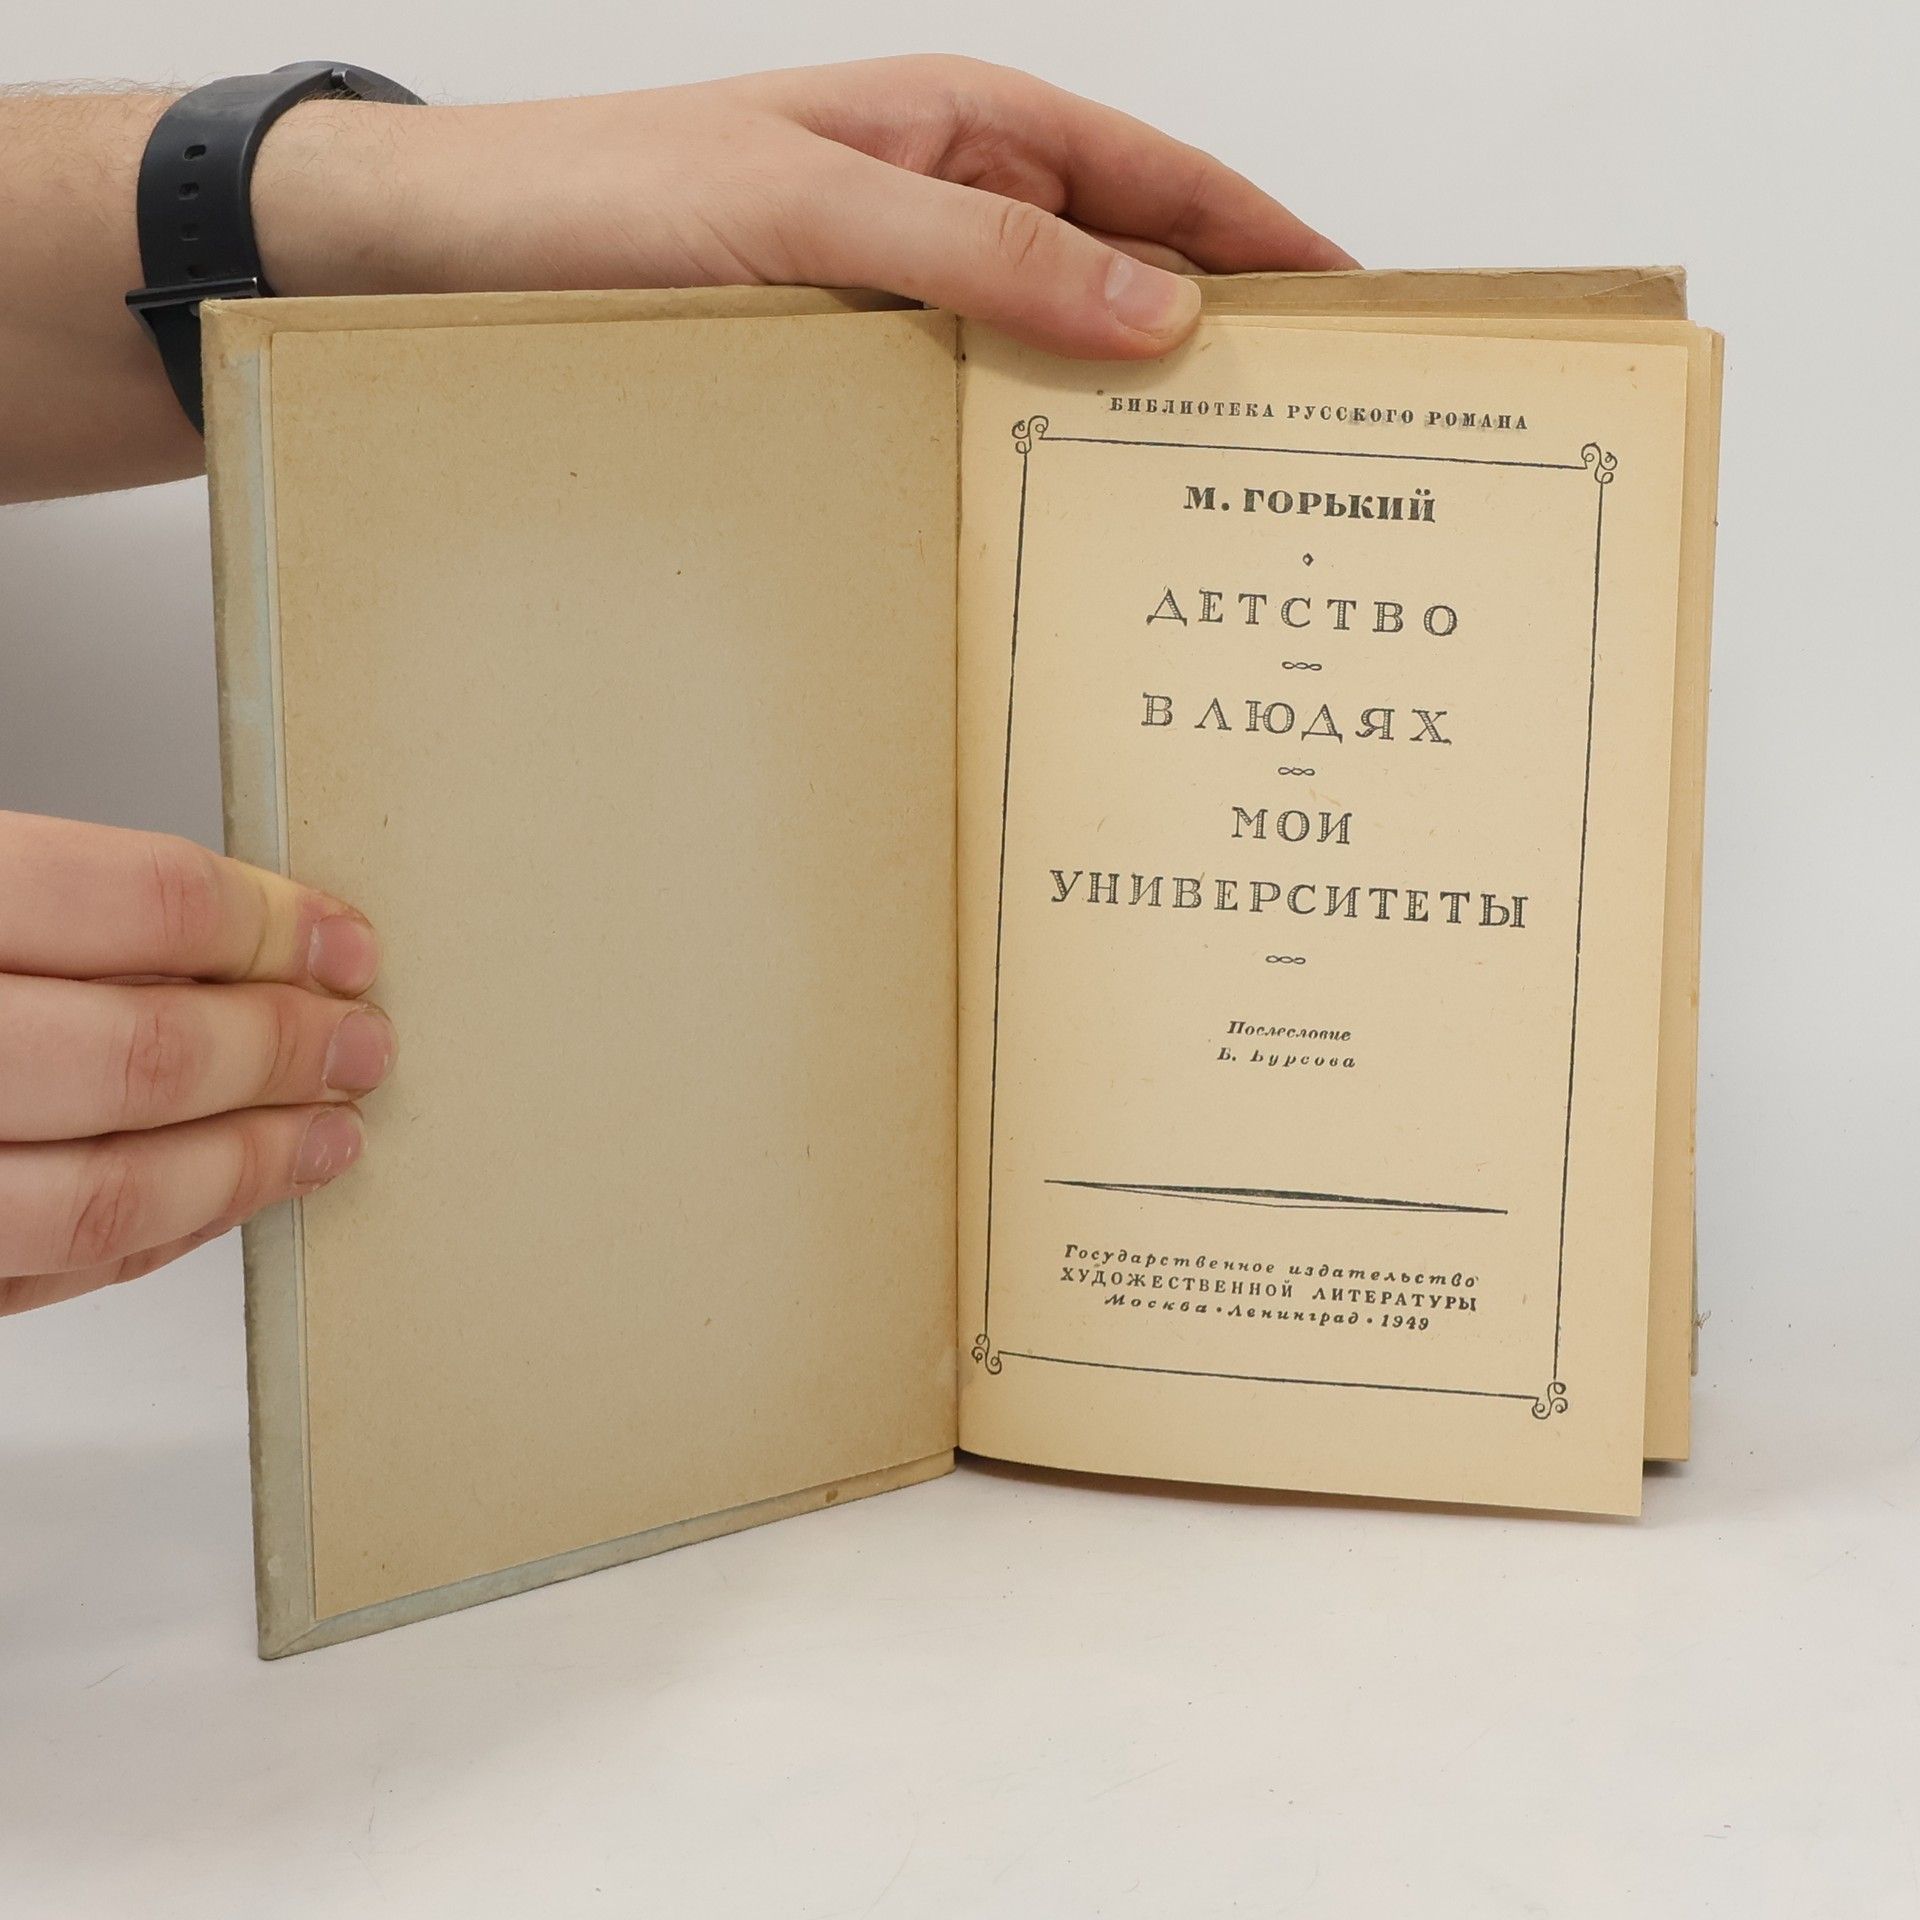 БИБЛИОТЕКА РУССКОГО РОМАНА
М. ГОРЬКИЙ
ДЕТСТВО
В ЛЮДЯХ
МОИ
УНИВЕРСИТЕТЫ
Послесловие
Б. Бурсова
Государственное издательство
ХУДОЖЕСТВЕННОЙ ЛИТЕРАТУРЫ
Москва • Ленинград • 1949